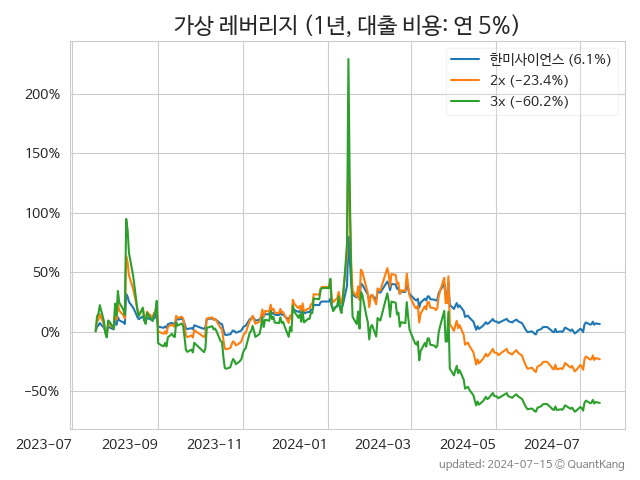 가상 레버리지 (1년, 대출 비용: 연 5%)
한미사이언스 (6.1%)
2x (−23.4%)
3x (−60.2%)
200%
150%
100%
50%
0%
−50%
2023-07
2023-09
2023-11
2024-01
2024-03
2024-05
2024-07
updated: 2024-07-15 © QuantKang